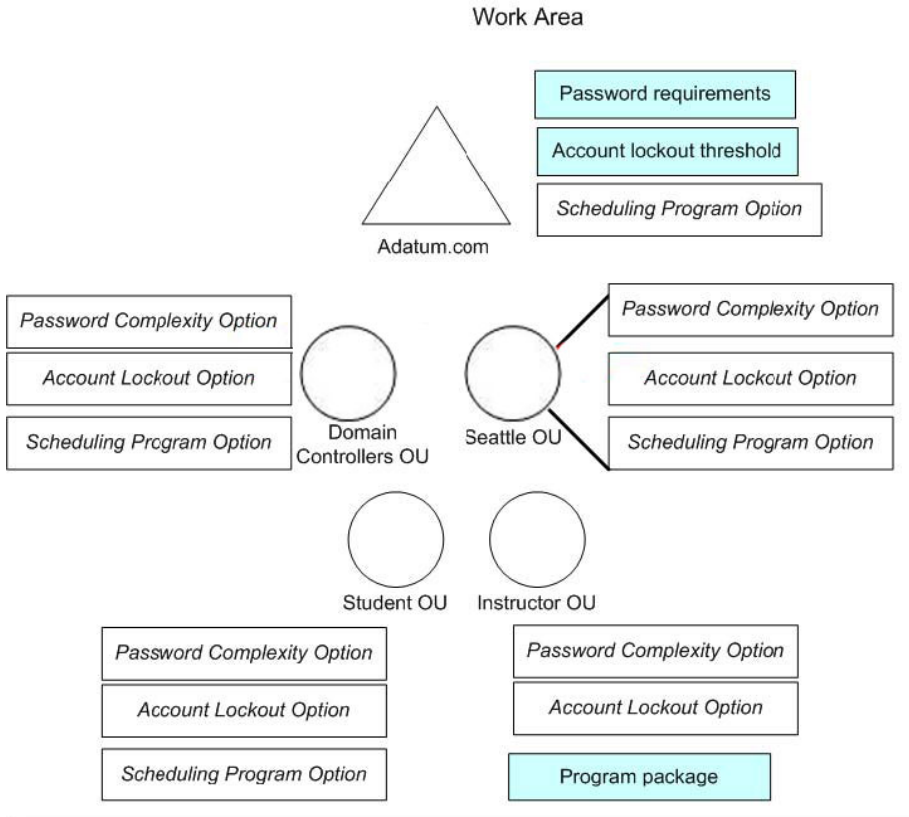 Work Area
Password requirements
Account lockout threshold
Scheduling Program Option
Adatum.com
Password Complexity Option
Account Lockout Option
Scheduling Program Option
Domain
Controllers OU
Seattle OU
Password Complexity Option
Account Lockout Option
Scheduling Program Option
Student OU
Instructor OU
Password Complexity Option
Account Lockout Option
Scheduling Program Option
Password Complexity Option
Account Lockout Option
Program package